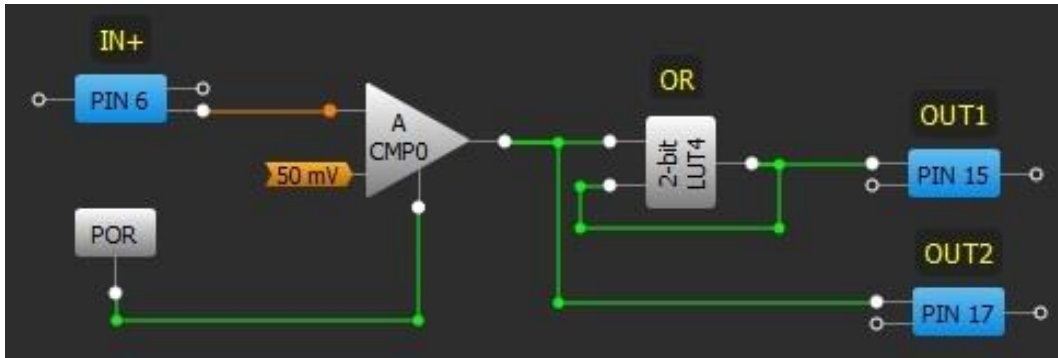 IN+
PIN 6
A
CMP0
50 mV
POR
OR
2-bit
LUT4
OUT1
PIN 15
OUT2
PIN 17